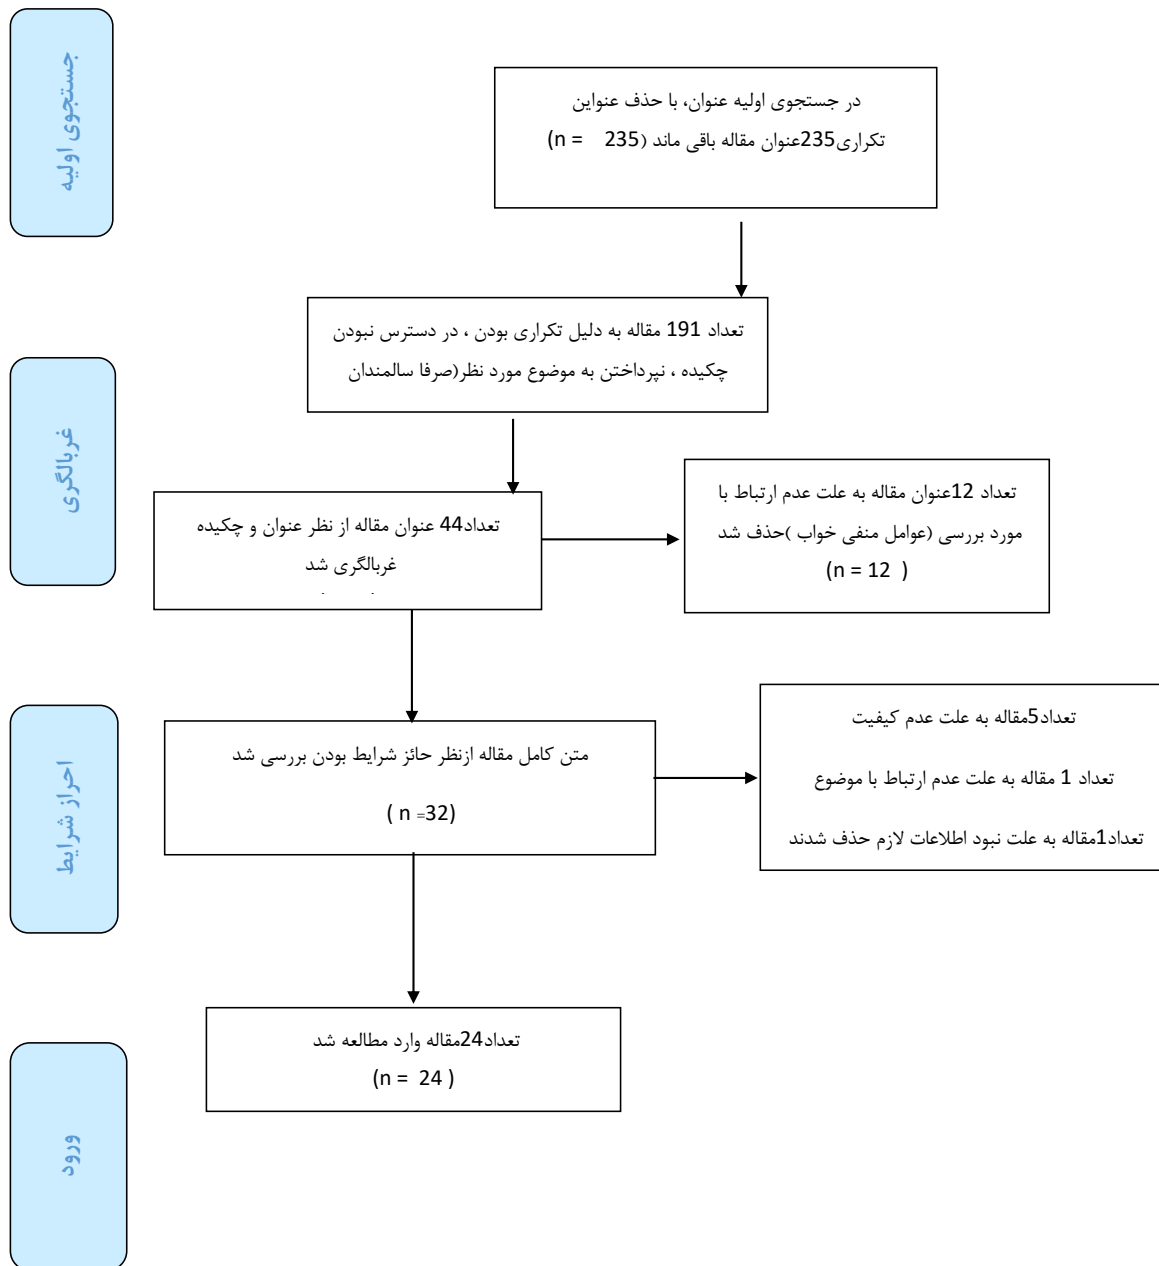 جستجوی اولیه
در جستجوی اولیه عنوان، با حذف عنواین
تکراری235عنوان مقاله باقی ماند (n = 235)
تعداد 191 مقاله به دلیل تکراری بودن ، در دسترس نبودن
چکیده ، نپرداختن به موضوع مورد نظر(صرفا سالمندان
غربالگری
تعداد44 عنوان مقاله از نظر عنوان و چکیده
غربالگری شد
تعداد 12عنوان مقاله به علت عدم ارتباط با
مورد بررسی (عوامل منفی خواب )حذف شد
(n = 12 )
احراز شرایط
متن کامل مقاله ازنظر حائز شرایط بودن بررسی شد
( n =32)
تعداد5مقاله به علت عدم کیفیت
تعداد 1 مقاله به علت عدم ارتباط با موضوع
تعداد1مقاله به علت نبود اطلاعات لازم حذف شدند
تعداد24مقاله وارد مطالعه شد
(n = 24 )
ورود